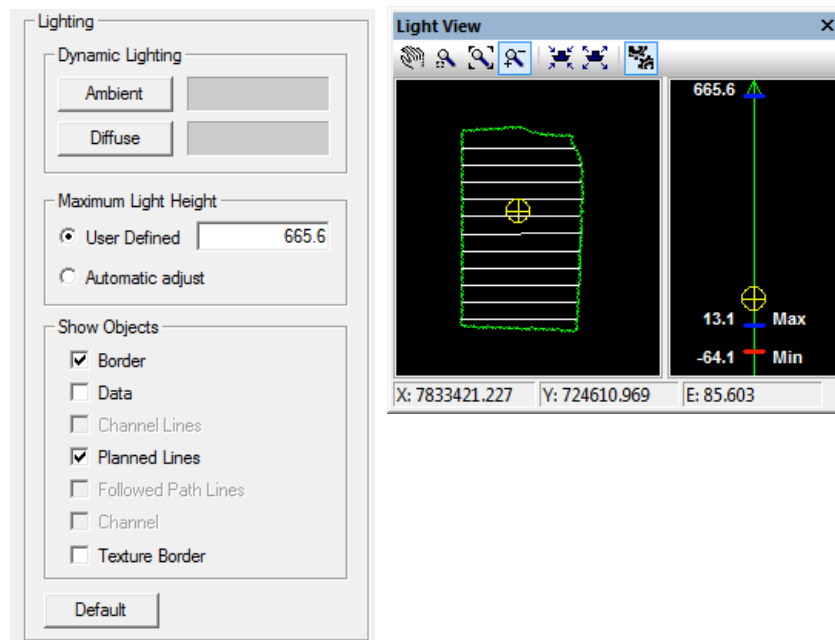 Lighting
Dynamic Lighting
Ambient
Diffuse
Maximum Light Height
User Defined 665.6
Automatic adjust
Show Objects
Border
Data
Channel Lines
Planned Lines
Followed Path Lines
Channel
Texture Border
Default
Light View
665.6
13.1 Max
-64.1 Min
X: 7833421.227 Y: 724610.969 E: 85.603